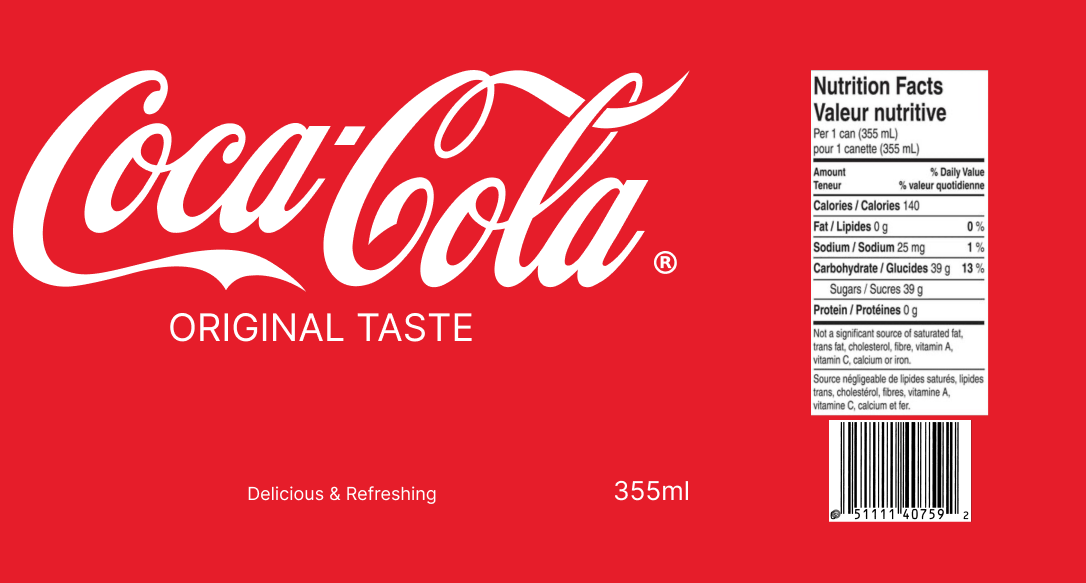 Coca-Cola ®
ORIGINAL TASTE
Delicious & Refreshing
355ml
Nutrition Facts
Valeur nutritive
Per 1 can (355 mL)
pour 1 canette (355 mL)
Amount % Daily Value
Teneur % valeur quotidienne
Calories / Calories 140
Fat / Lipides 0 g 0 %
Sodium / Sodium 25 mg 1 %
Carbohydrate / Glucides 39 g 13 %
Sugars / Sucres 39 g
Protein / Protéines 0 g
Not a significant source of saturated fat,
trans fat, cholesterol, fibre, vitamin A,
vitamin C, calcium or iron.
Source négligeable de lipides saturés, lipides
trans, cholestérol, fibres, vitamine A,
vitamine C, calcium et fer.
51111 40759 2